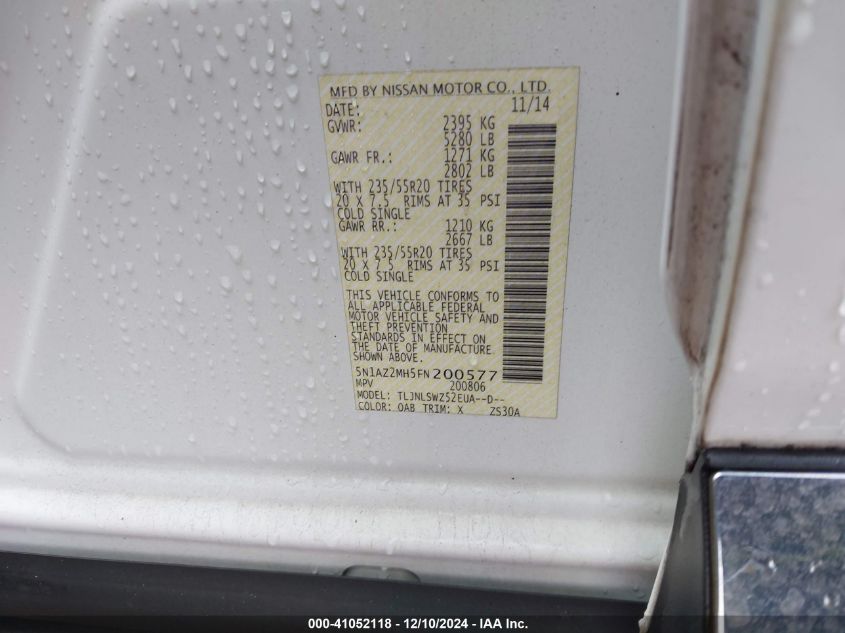 MFD BY NISSAN MOTOR CO., LTD.
DATE: 11/14
GVWR: 2395 KG
5280 LB
GAWR FR.: 1271 KG
2802 LB
WITH 235/55R20 TIRES
20 X 7.5 RIMS AT 35 PSI
COLD SINGLE
GAWR RR.: 1210 KG
2667 LB
WITH 235/55R20 TIRES
20 X 7.5 RIMS AT 35 PSI
COLD SINGLE
THIS VEHICLE CONFORMS TO
ALL APPLICABLE FEDERAL
MOTOR VEHICLE SAFETY AND
THEFT PREVENTION
STANDARDS IN EFFECT ON
THE DATE OF MANUFACTURE
SHOWN ABOVE.
5N1AZ2MH5FN200577
MPV 200806
MODEL: TLJNLSWZ52EUA--D--
COLOR: QAB TRIM: X ZS30A
000-41052118 - 12/10/2024 - IAA Inc.